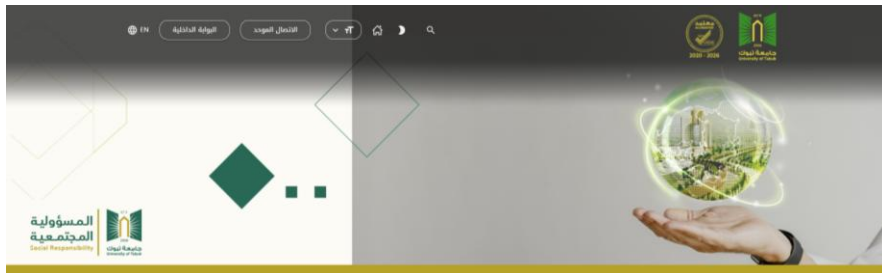 EN
البوابة الداخلية
الاتصال الموحد
2020 - 2026
جامعة تبوك
University of Tabuk
المسؤولية
المجتمعية
Social Responsibility
جامعة تبوك
University of Tabuk